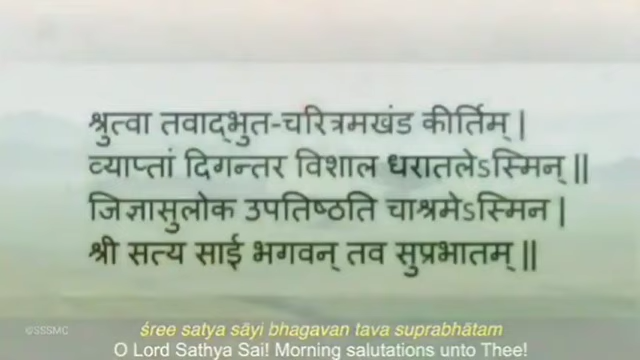 श्रुत्वा तवाद्भुत-चरित्रमखंड कीर्तिम् |
व्याप्तां दिगन्तर विशाल धरातलेऽस्मिन् ||
जिज्ञासुलोक उपतिष्ठति चाश्रमेऽस्मिन |
श्री सत्य साई भगवन् तव सुप्रभातम् ||
©SSSMC
śree satya sāyi bhagavan tava suprabhātam
O Lord Sathya Sai! Morning salutations unto Thee!